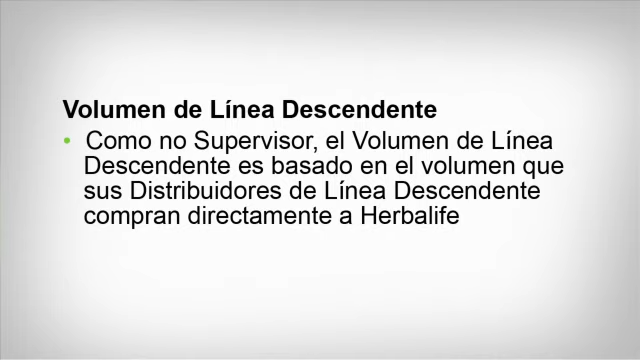 Volumen de Línea Descendente
• Como no Supervisor, el Volumen de Línea
Descendente es basado en el volumen que
sus Distribuidores de Línea Descendente
compran directamente a Herbalife